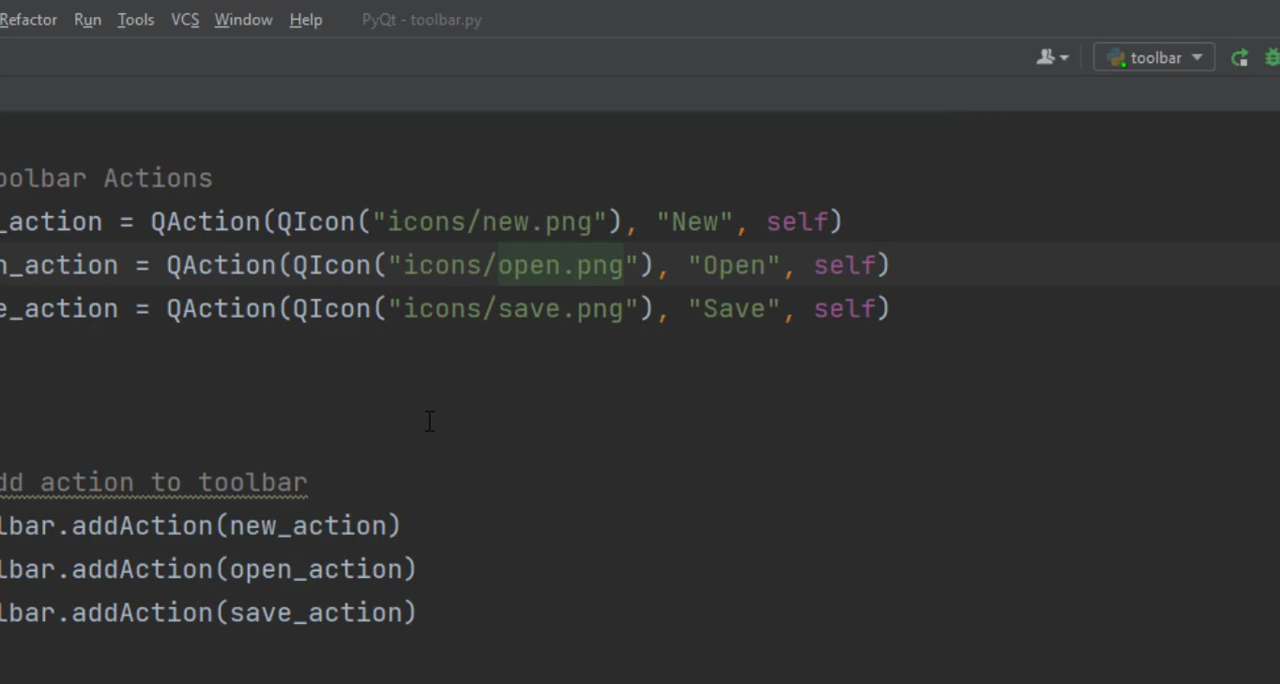 Refactor Run Tools VCS Window Help PyQt - toolbar.py
toolbar
oolbar Actions
_action = QAction(QIcon("icons/new.png"), "New", self)
n_action = QAction(QIcon("icons/open.png"), "Open", self)
e_action = QAction(QIcon("icons/save.png"), "Save", self)
dd action to toolbar
lbar.addAction(new_action)
lbar.addAction(open_action)
lbar.addAction(save_action)